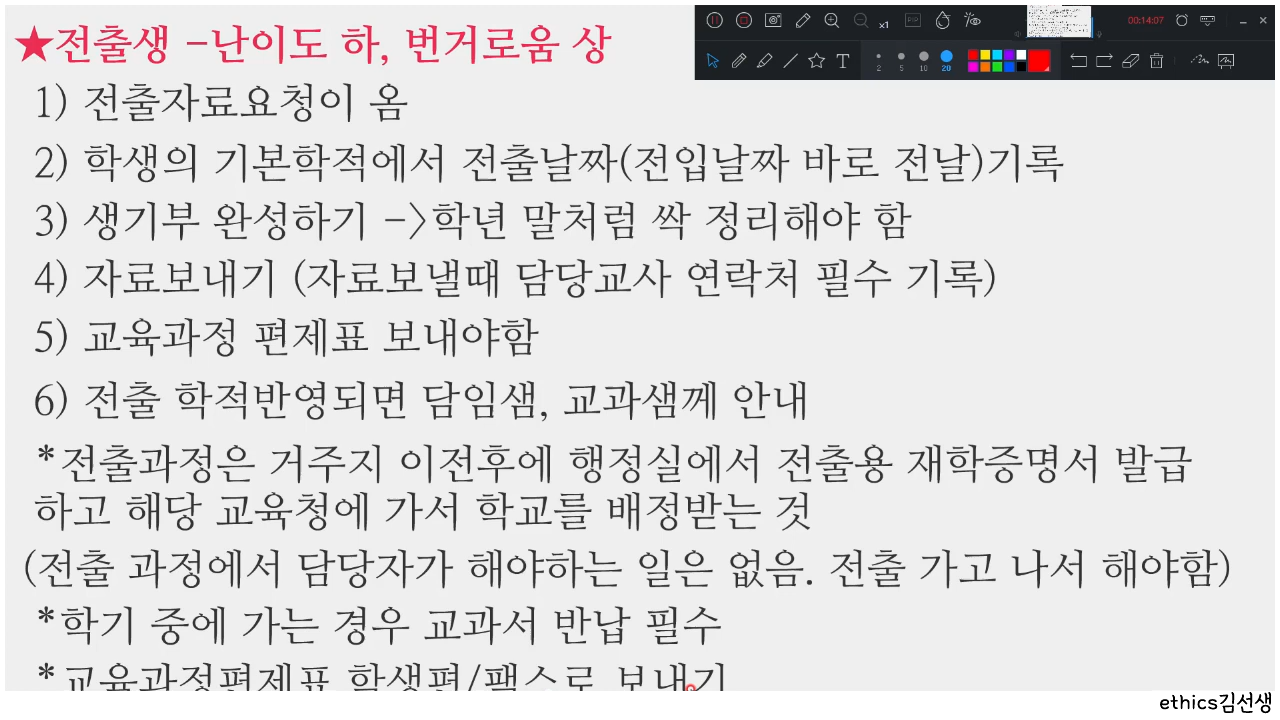 ★전출생 -난이도 하, 번거로움 상
1) 전출자료요청이 옴
2) 학생의 기본학적에서 전출날짜(전입날짜 바로 전날)기록
3) 생기부 완성하기 ->학년 말처럼 싹 정리해야 함
4) 자료보내기 (자료보낼때 담당교사 연락처 필수 기록)
5) 교육과정 편제표 보내야함
6) 전출 학적반영되면 담임샘, 교과샘께 안내
*전출과정은 거주지 이전후에 행정실에서 전출용 재학증명서 발급
하고 해당 교육청에 가서 학교를 배정받는 것
(전출 과정에서 담당자가 해야하는 일은 없음. 전출 가고 나서 해야함)
*학기 중에 가는 경우 교과서 반납 필수
*교육과정편제표 학생편/팩스로 보내기
x1
00:14:07
T
2 5 10 20
ethics김선생